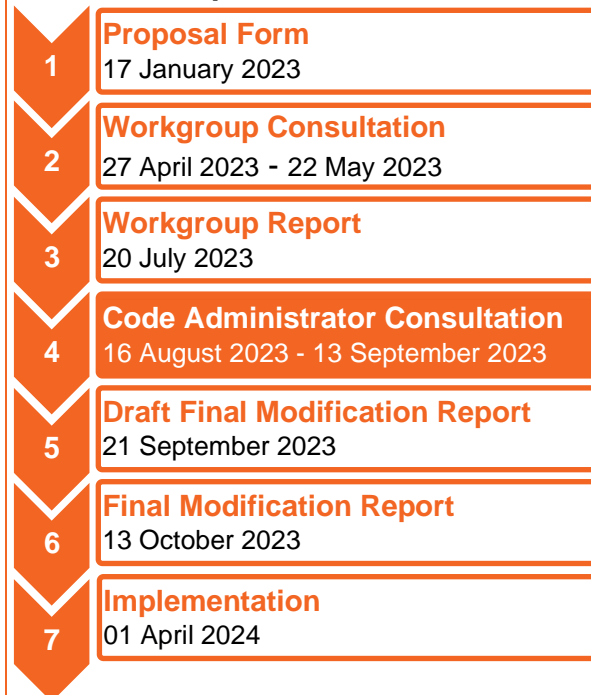 1
Proposal Form
17 January 2023
2
Workgroup Consultation
27 April 2023 - 22 May 2023
3
Workgroup Report
20 July 2023
4
Code Administrator Consultation
16 August 2023 - 13 September 2023
5
Draft Final Modification Report
21 September 2023
6
Final Modification Report
13 October 2023
7
Implementation
01 April 2024